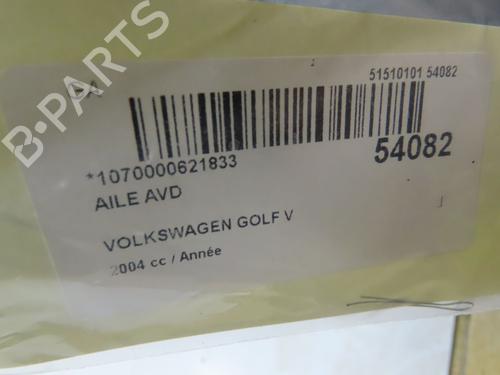 51510101 54082
54082
*1070000621833
AILE AVD
VOLKSWAGEN GOLF V
2004 cc / Année
B-PARTS